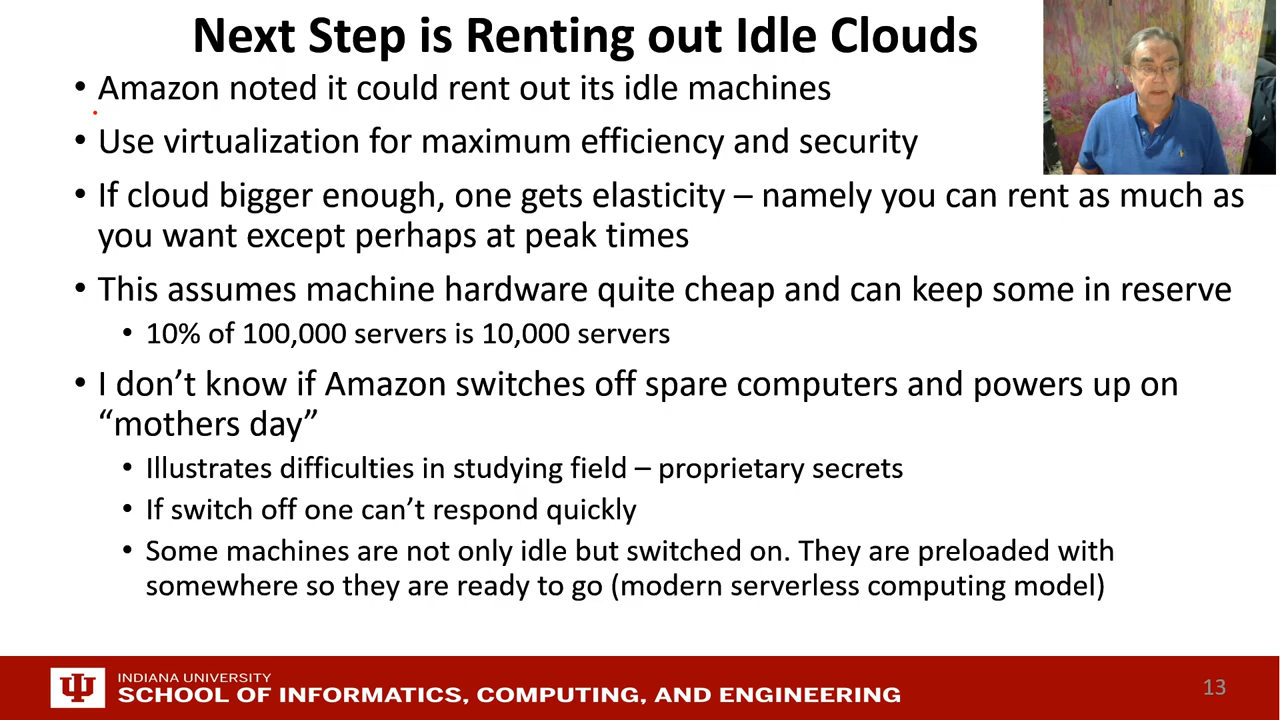 Next Step is Renting out Idle Clouds
• Amazon noted it could rent out its idle machines
• Use virtualization for maximum efficiency and security
• If cloud bigger enough, one gets elasticity – namely you can rent as much as
you want except perhaps at peak times
• This assumes machine hardware quite cheap and can keep some in reserve
• 10% of 100,000 servers is 10,000 servers
• I don’t know if Amazon switches off spare computers and powers up on
“mothers day”
• Illustrates difficulties in studying field – proprietary secrets
• If switch off one can’t respond quickly
• Some machines are not only idle but switched on. They are preloaded with
somewhere so they are ready to go (modern serverless computing model)
INDIANA UNIVERSITY
SCHOOL OF INFORMATICS, COMPUTING, AND ENGINEERING
13